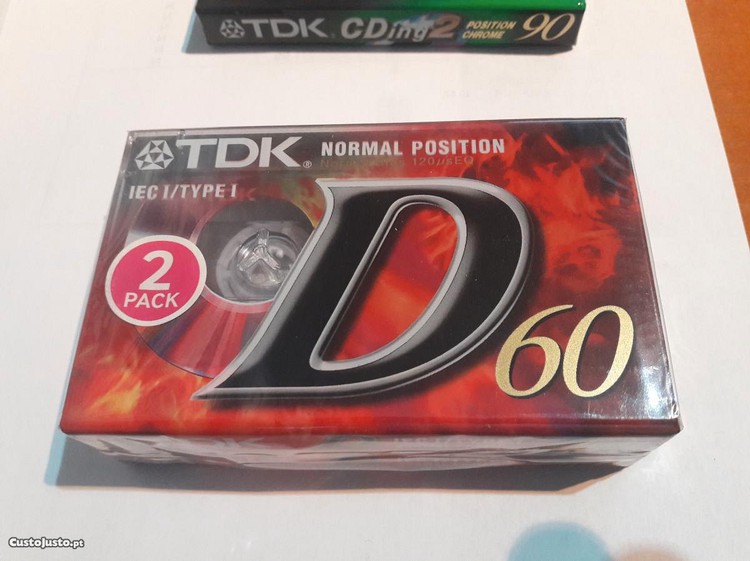 TDK. CDing2 POSITION CHROME 90
TDK. NORMAL POSITION
120µs EQ
IEC I/TYPE I
2 PACK
D 60
CustoJusto.pt